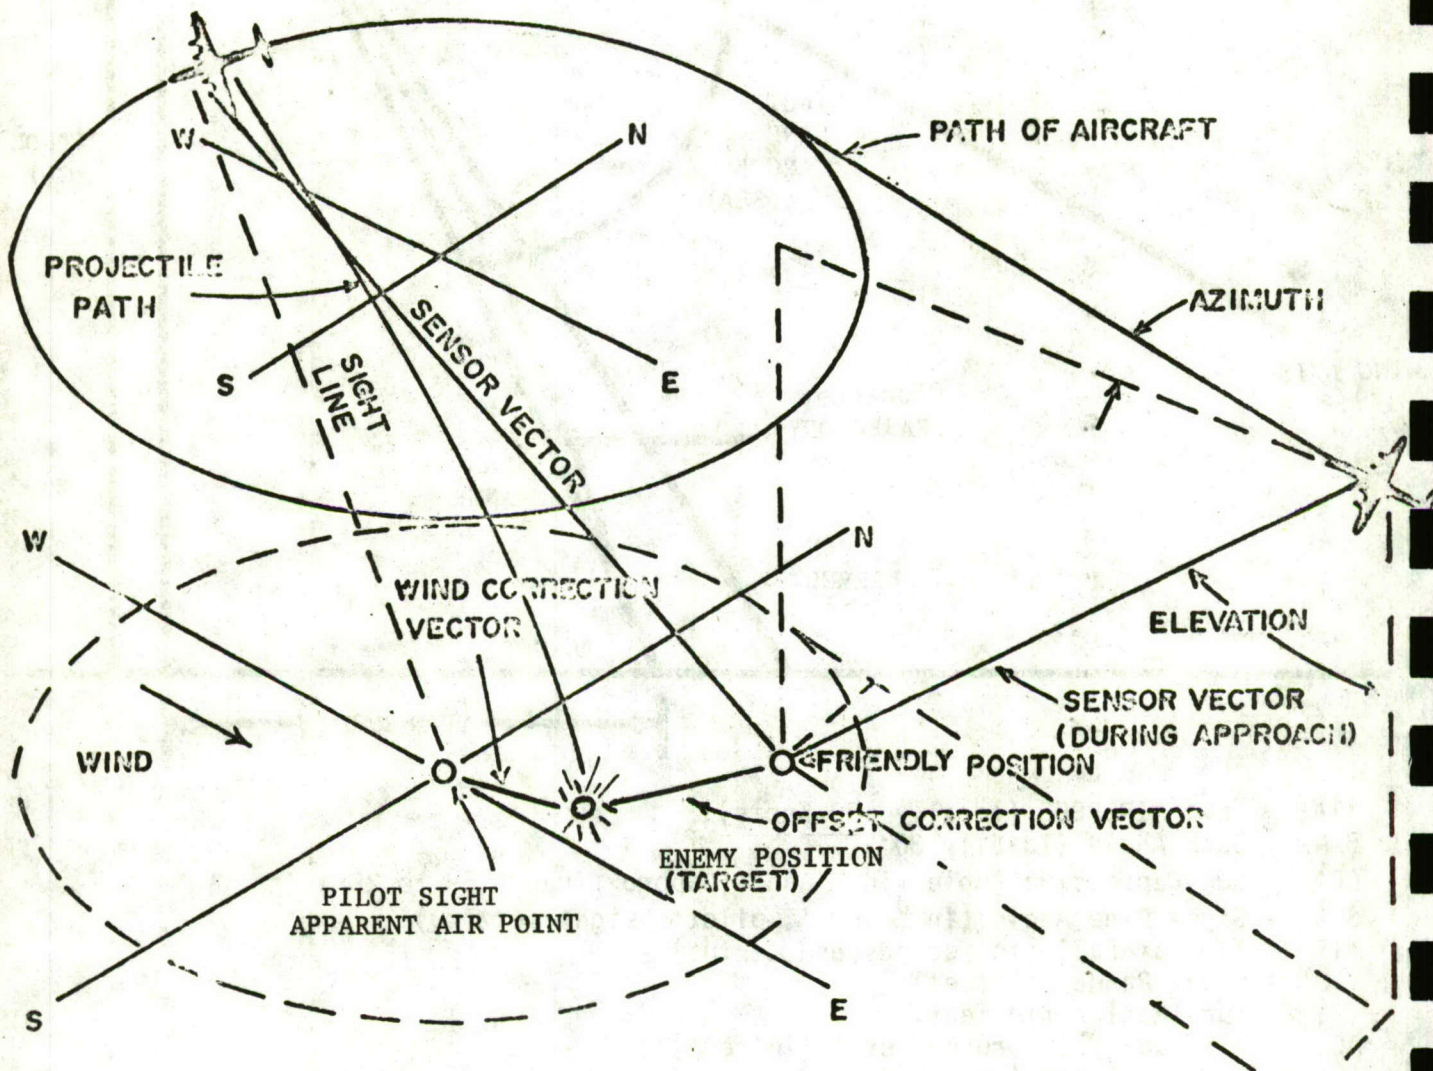 PATH OF AIRCRAFT
W
N
PROJECTILE
PATH
AZIMUTH
SENSOR VECTOR
SIGHT
LINE
S
E
W
N
WIND CORRECTION
VECTOR
ELEVATION
SENSOR VECTOR
(DURING APPROACH)
WIND
FRIENDLY POSITION
OFFSET CORRECTION VECTOR
ENEMY POSITION
(TARGET)
PILOT SIGHT
APPARENT AIR POINT
S
E